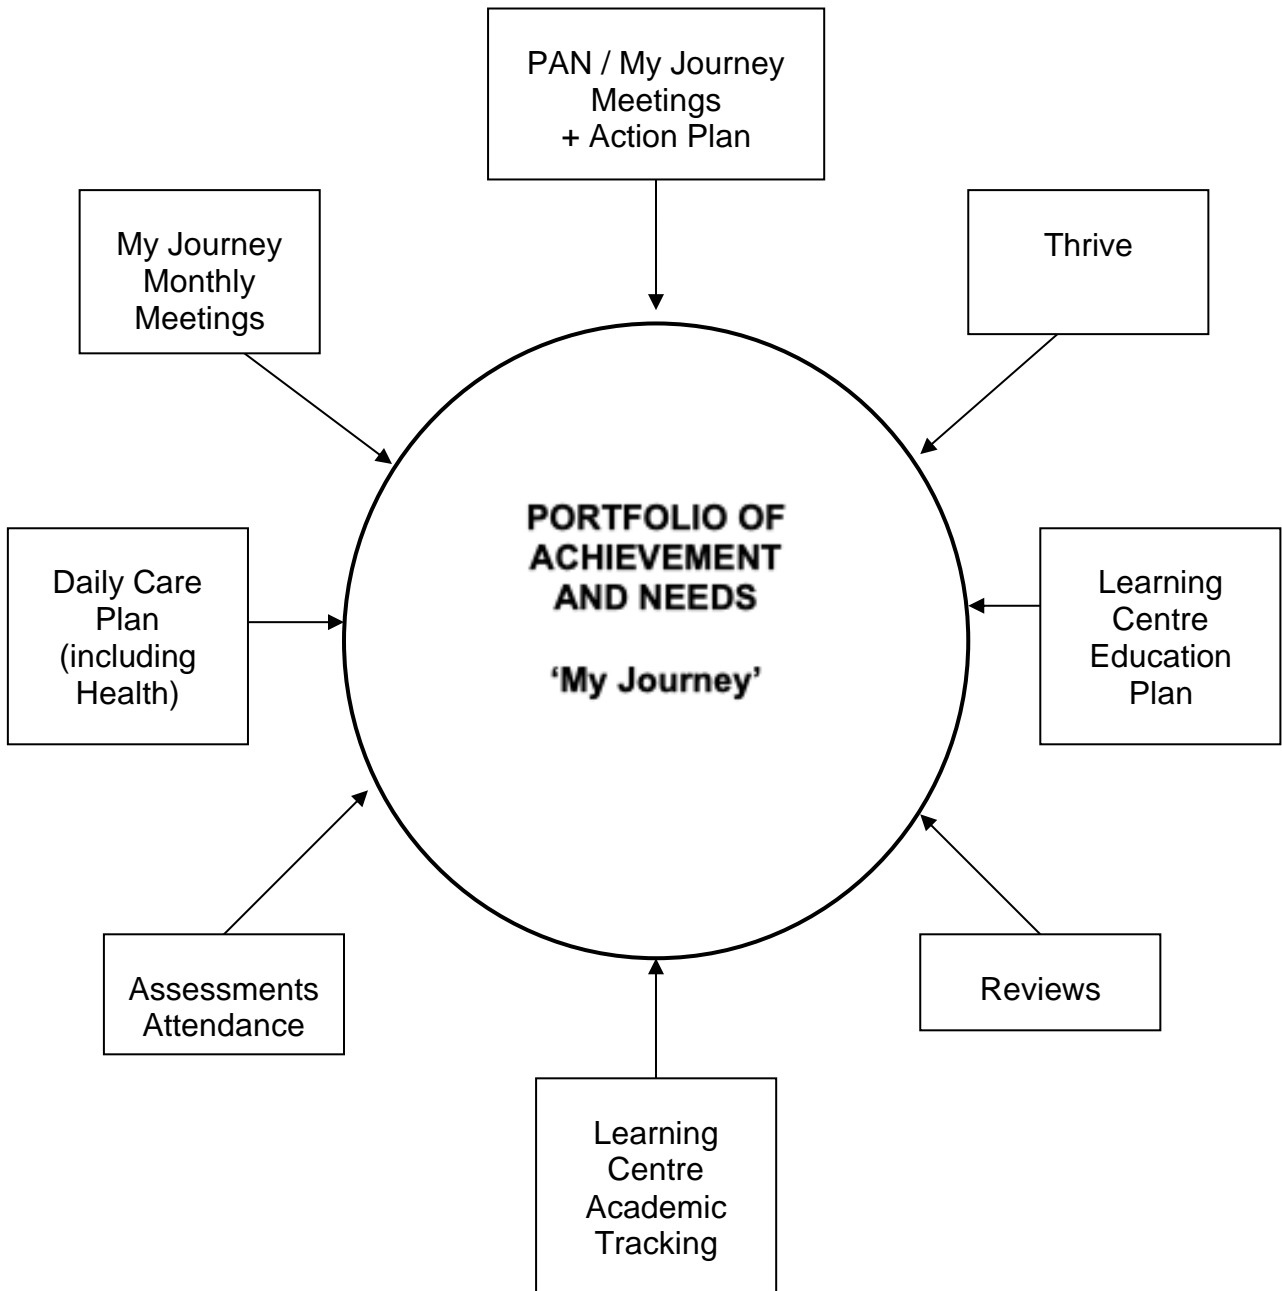 PAN / My Journey
Meetings
+ Action Plan
My Journey
Monthly
Meetings
Thrive
PORTFOLIO OF
ACHIEVEMENT
AND NEEDS
‘My Journey’
Daily Care
Plan
(including
Health)
Learning
Centre
Education
Plan
Assessments
Attendance
Reviews
Learning
Centre
Academic
Tracking